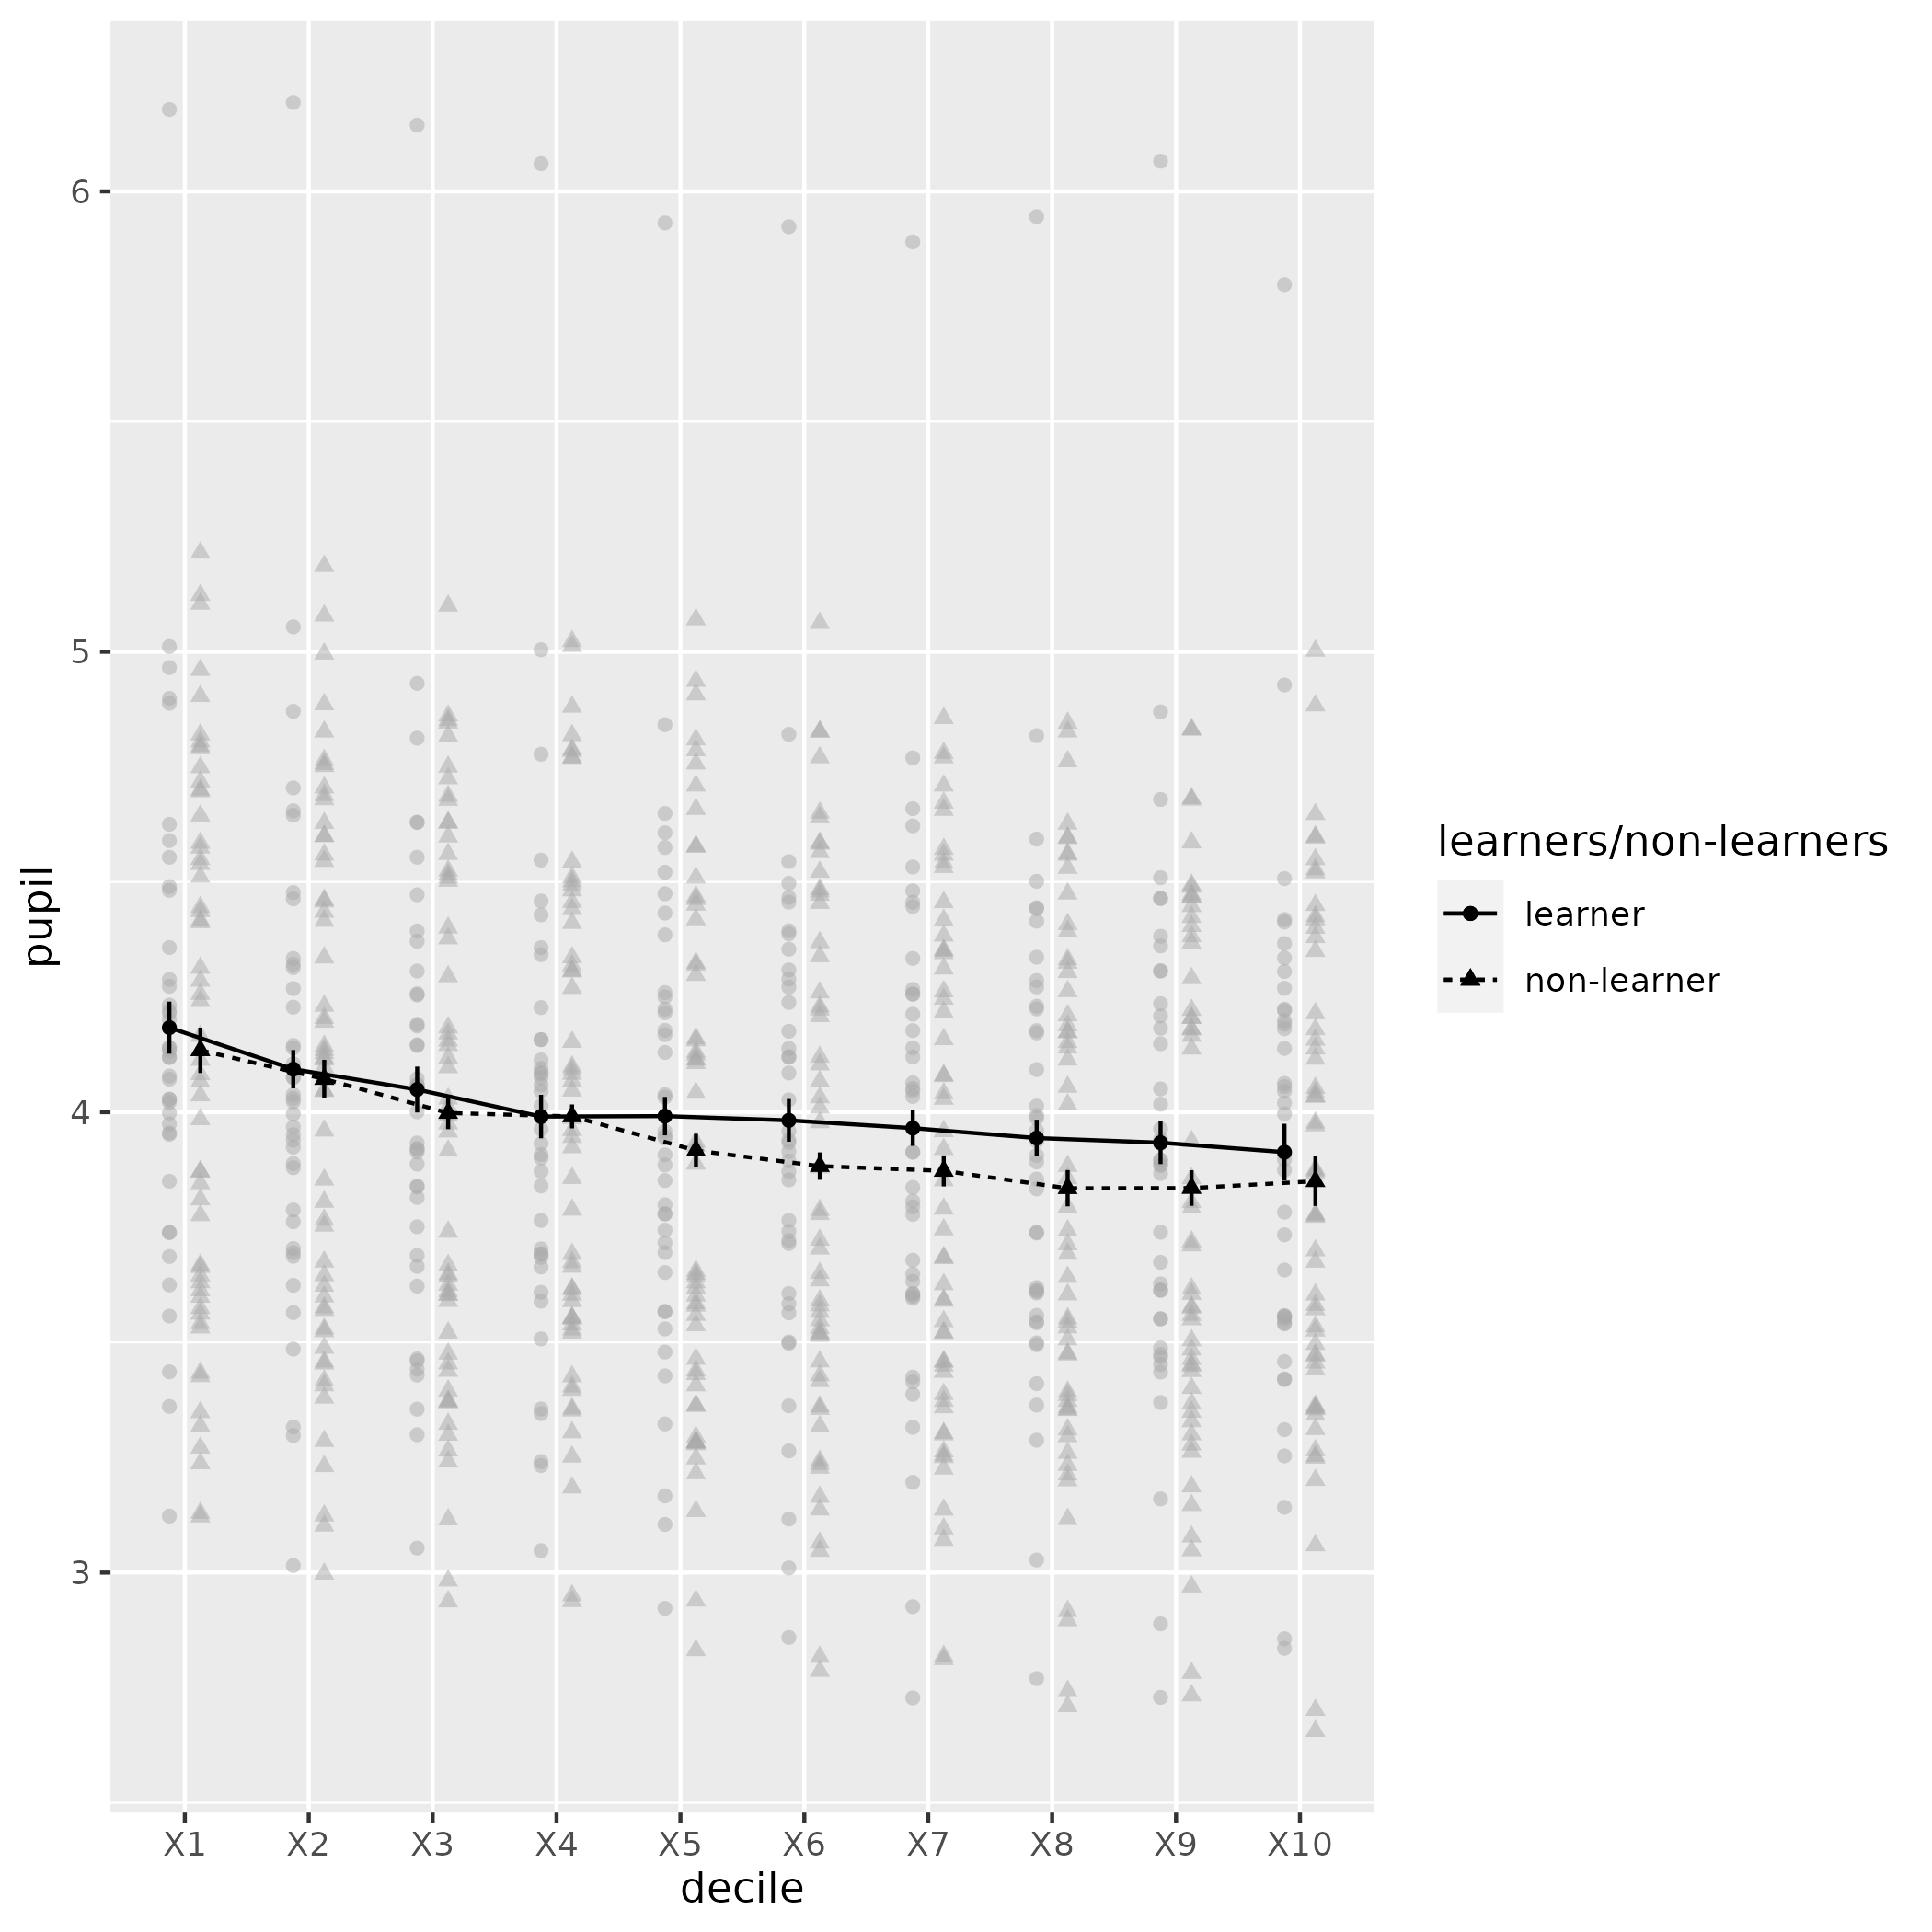 6
5
4
3
pupil
X1 X2 X3 X4 X5 X6 X7 X8 X9 X10
decile
learners/non-learners
learner
non-learner